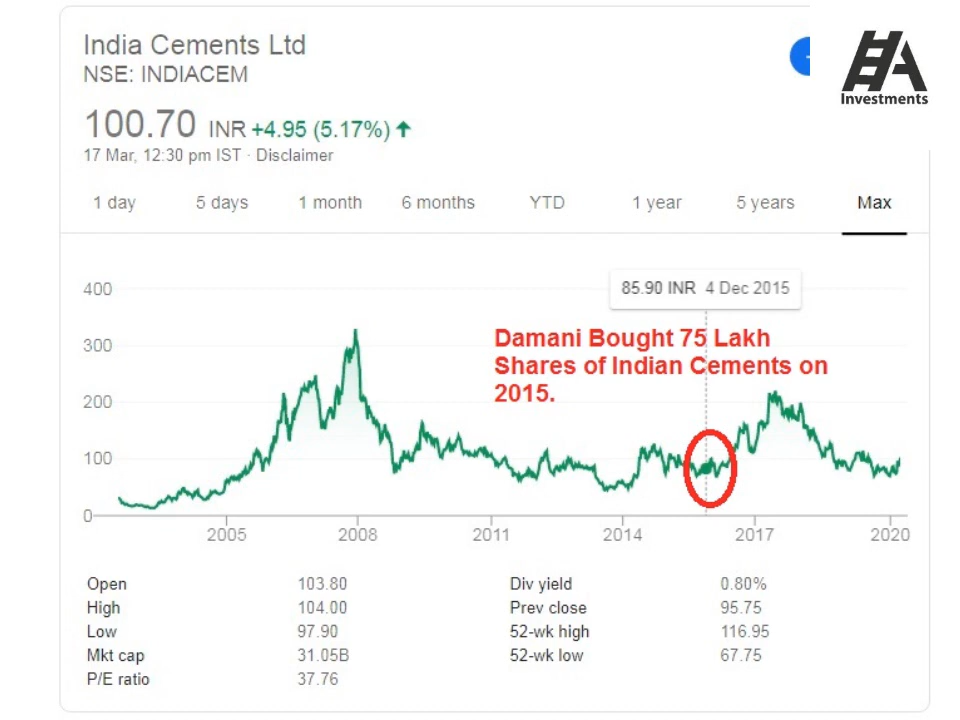 India Cements Ltd
NSE: INDIACEM
HA
Investments
100.70 INR +4.95 (5.17%) ↑
17 Mar, 12:30 pm IST · Disclaimer
1 day 5 days 1 month 6 months YTD 1 year 5 years Max
85.90 INR 4 Dec 2015
Damani Bought 75 Lakh
Shares of Indian Cements on
2015.
400
300
200
100
0
2005 2008 2011 2014 2017 2020
Open 103.80 Div yield 0.80%
High 104.00 Prev close 95.75
Low 97.90 52-wk high 116.95
Mkt cap 31.05B 52-wk low 67.75
P/E ratio 37.76